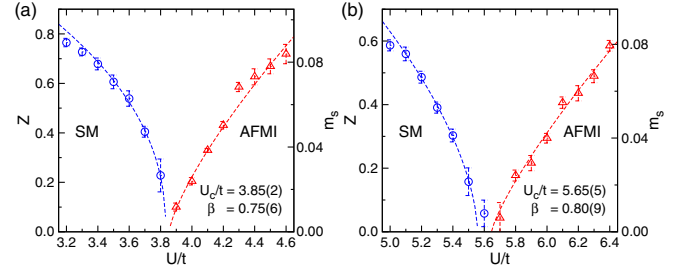 (a)
Z
0.8
0.6
0.4
0.2
0.0
SM
AFMI
U_c/t = 3.85(2)
β = 0.75(6)
0.08
0.04
0.00
m_s
3.2 3.4 3.6 3.8 4.0 4.2 4.4 4.6
U/t
(b)
Z
0.6
0.4
0.2
0.0
SM
AFMI
U_c/t = 5.65(5)
β = 0.80(9)
0.08
0.04
0.00
m_s
5.0 5.2 5.4 5.6 5.8 6.0 6.2 6.4
U/t